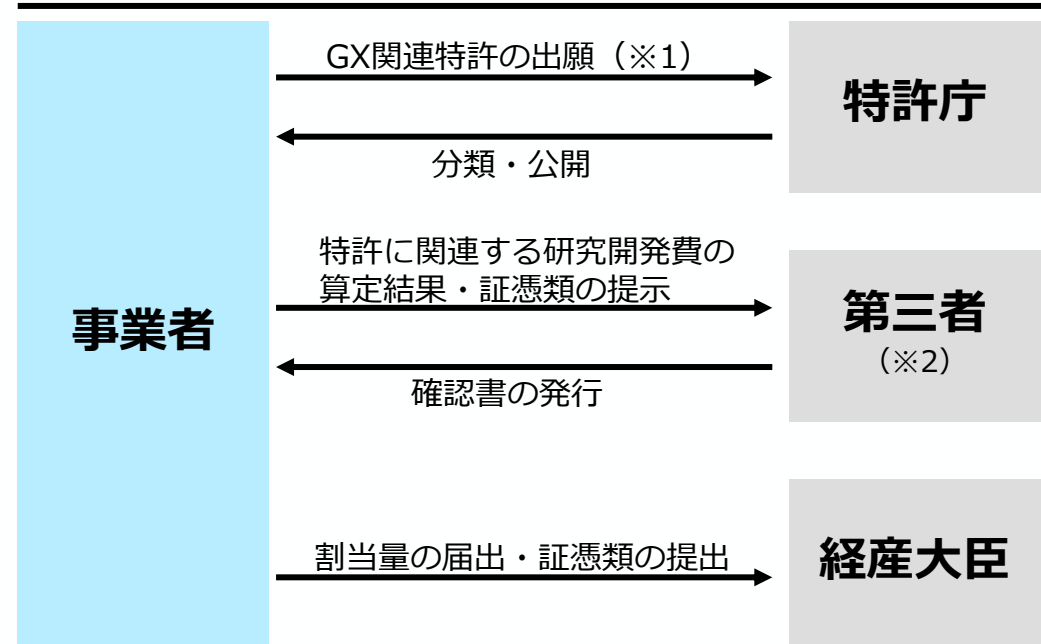 GX関連特許の出願（※1）
特許庁
分類・公開
特許に関連する研究開発費の
算定結果・証憑類の提示
事業者
第三者
（※2）
確認書の発行
割当量の届出・証憑類の提出
経産大臣